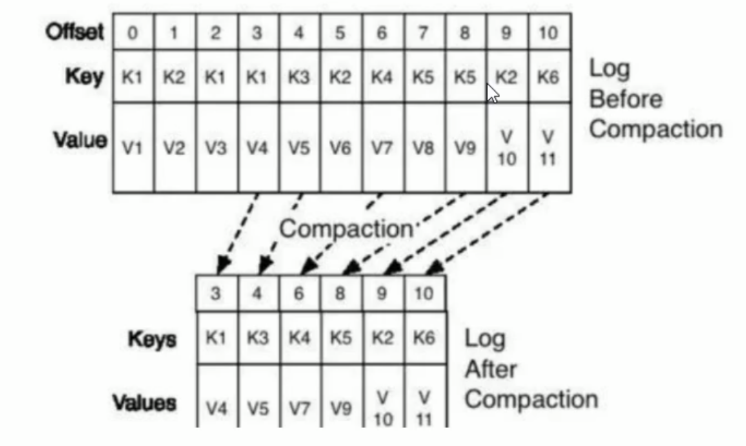 Offset 0 1 2 3 4 5 6 7 8 9 10
Key K1 K2 K1 K1 K3 K2 K4 K5 K5 K2 K6
Value V1 V2 V3 V4 V5 V6 V7 V8 V9 V 10 V 11
Log
Before
Compaction
Compaction
3 4 6 8 9 10
Keys K1 K3 K4 K5 K2 K6
Values V4 V5 V7 V9 V 10 V 11
Log
After
Compaction